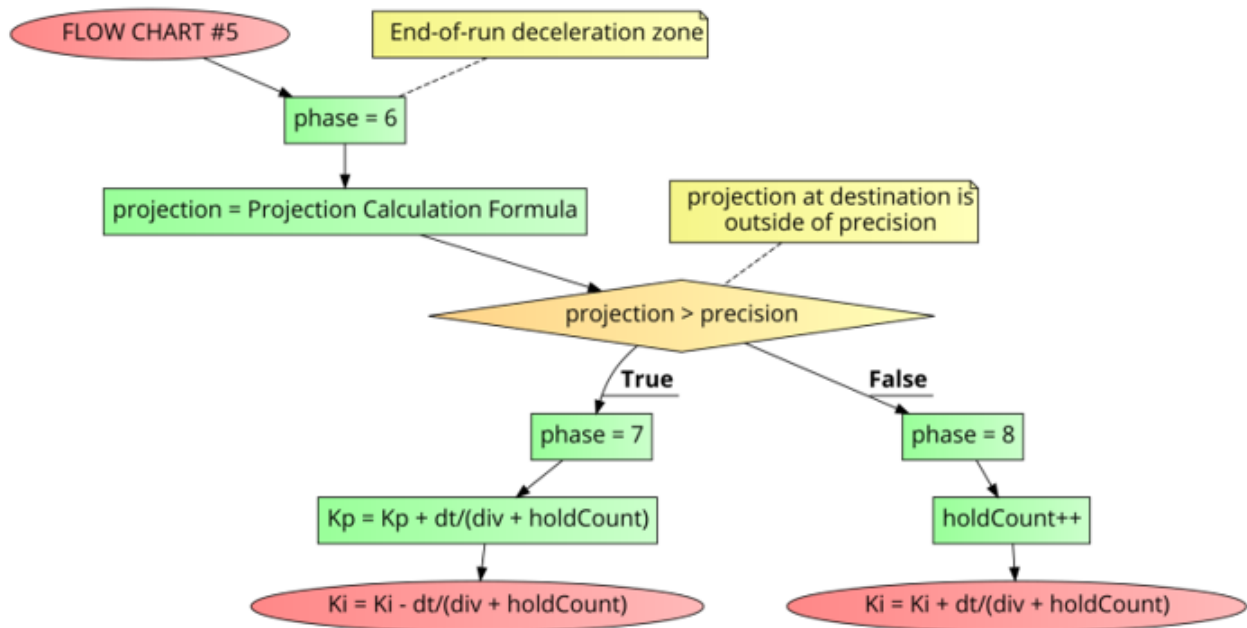 FLOW CHART #5
End-of-run deceleration zone
phase = 6
projection = Projection Calculation Formula
projection at destination is
outside of precision
projection > precision
True
False
phase = 7
phase = 8
Kp = Kp + dt/(div + holdCount)
holdCount++
Ki = Ki - dt/(div + holdCount)
Ki = Ki + dt/(div + holdCount)